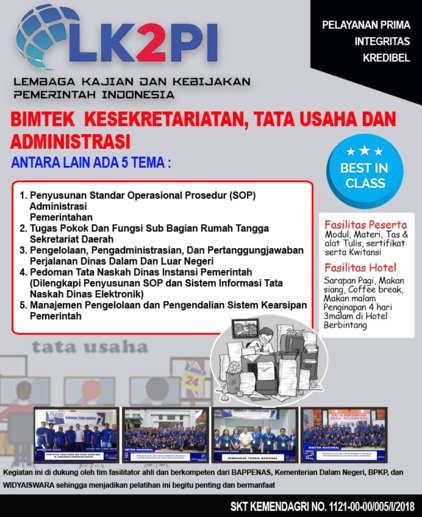 LK2PI
LEMBAGA KAJIAN DAN KEBIJAKAN
PEMERINTAH INDONESIA
PELAYANAN PRIMA
INTEGRITAS
KREDIBEL
BIMTEK KESEKRETARIATAN, TATA USAHA DAN
ADMINISTRASI
ANTARA LAIN ADA 5 TEMA :
BEST IN
CLASS
1. Penyusunan Standar Operasional Prosedur (SOP)
Administrasi
Pemerintahan
2. Tugas Pokok Dan Fungsi Sub Bagian Rumah Tangga
Sekretariat Daerah
3. Pengelolaan, Pengadministrasian, Dan Pertanggungjawaban
Perjalanan Dinas Dalam Dan Luar Negeri
4. Pedoman Tata Naskah Dinas Instansi Pemerintah
(Dilengkapi Penyusunan SOP dan Sistem Informasi Tata
Naskah Dinas Elektronik)
5. Manajemen Pengelolaan dan Pengendalian Sistem Kearsipan
Pemerintah
Fasilitas Peserta
Modul, Materi, Tas &
alat Tulis, sertifikat
serta Kwitansi
Fasilitas Hotel
Sarapan Pagi, Makan
siang, Coffee break,
Makan malam
Penginapan 4 hari
3malam di Hotel
Berbintang
tata usaha
24
Kegiatan ini di dukung oleh tim fasilitator ahli dan berkompeten dari BAPPENAS, Kementerian Dalam Negeri, BPKP, dan
WIDYAISWARA sehingga menjadikan pelatihan ini begitu penting dan bermanfaat
SKT KEMENDAGRI NO. 1121-00-00/005/I/2018